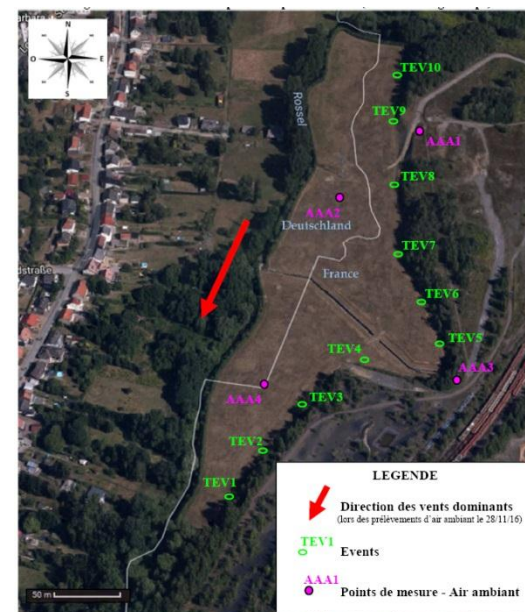 N
O E
S
TEV10
Rossel
TEV9
AAA1
TEV8
AAA2
Deutschland
TEV7
France
dstraße
TEV6
TEV5
TEV4
AAA3
AAA4
TEV3
TEV2
TEV1
LEGENDE
Direction des vents dominants
(lors des prélèvements d'air ambiant le 28/11/16)
TEV1
Events
AAA1
Points de mesure - Air ambiant
50 m